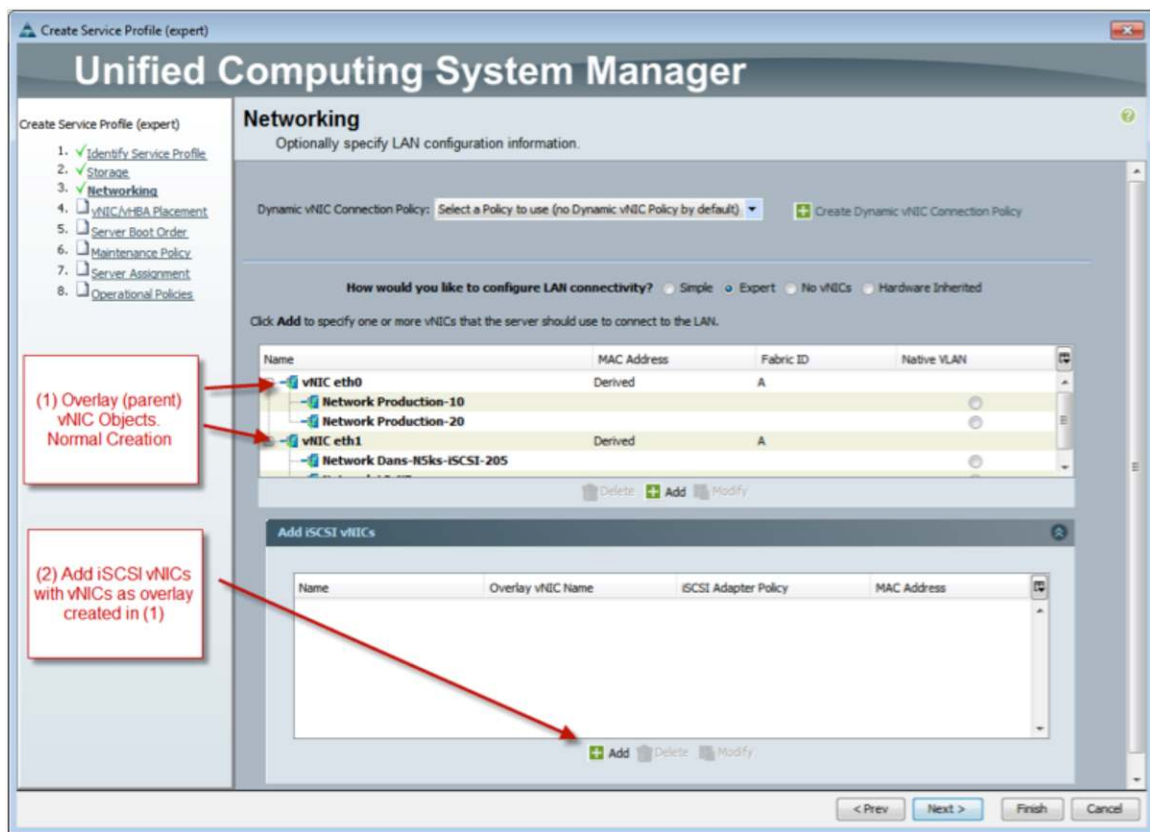 Create Service Profile (expert)
Unified Computing System Manager
Create Service Profile (expert)
1. Identify Service Profile
2. Storage
3. Networking
4. vNIC/vHBA Placement
5. Server Boot Order
6. Maintenance Policy
7. Server Assignment
8. Operational Policies
(1) Overlay (parent)
vNIC Objects.
Normal Creation
(2) Add iSCSI vNICs
with vNICs as overlay
created in (1)
Networking
Optionally specify LAN configuration information.
Dynamic vNIC Connection Policy: Select a Policy to use (no Dynamic vNIC Policy by default) Create Dynamic vNIC Connection Policy
How would you like to configure LAN connectivity? Simple Expert No vNICs Hardware Inherited
Click Add to specify one or more vNICs that the server should use to connect to the LAN.
Name MAC Address Fabric ID Native VLAN
vNIC eth0 Derived A
Network Production-10
Network Production-20
vNIC eth1 Derived A
Network Dans-N5ks-iSCSI-205
Delete Add Modify
Add iSCSI vNICs
Name Overlay vNIC Name iSCSI Adapter Policy MAC Address
Add Delete Modify
< Prev Next > Finish Cancel